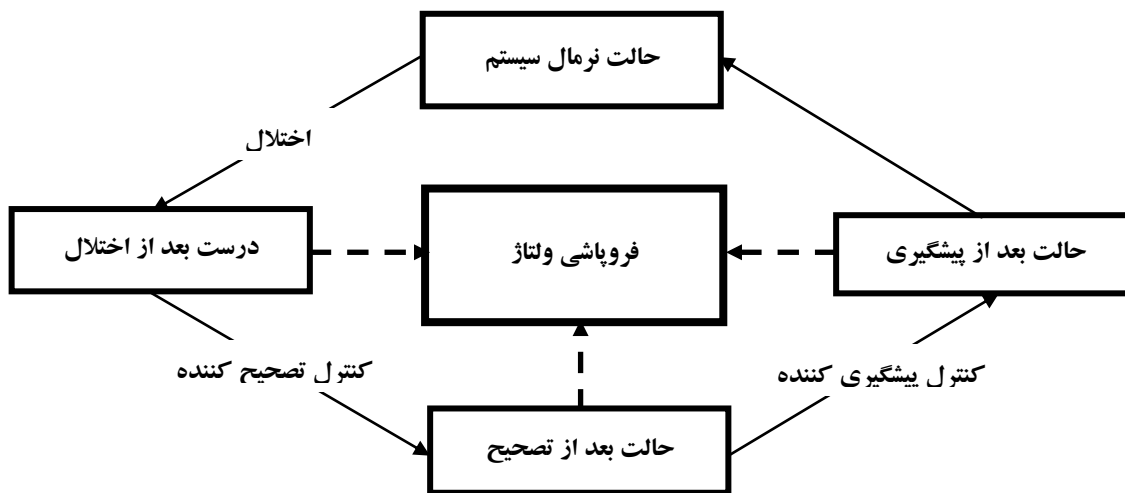 حالت نرمال سیستم
اختلال
درست بعد از اختلال
فروپاشی ولتاژ
حالت بعد از پیشگیری
کنترل تصحیح کننده
کنترل پیشگیری کننده
حالت بعد از تصحیح